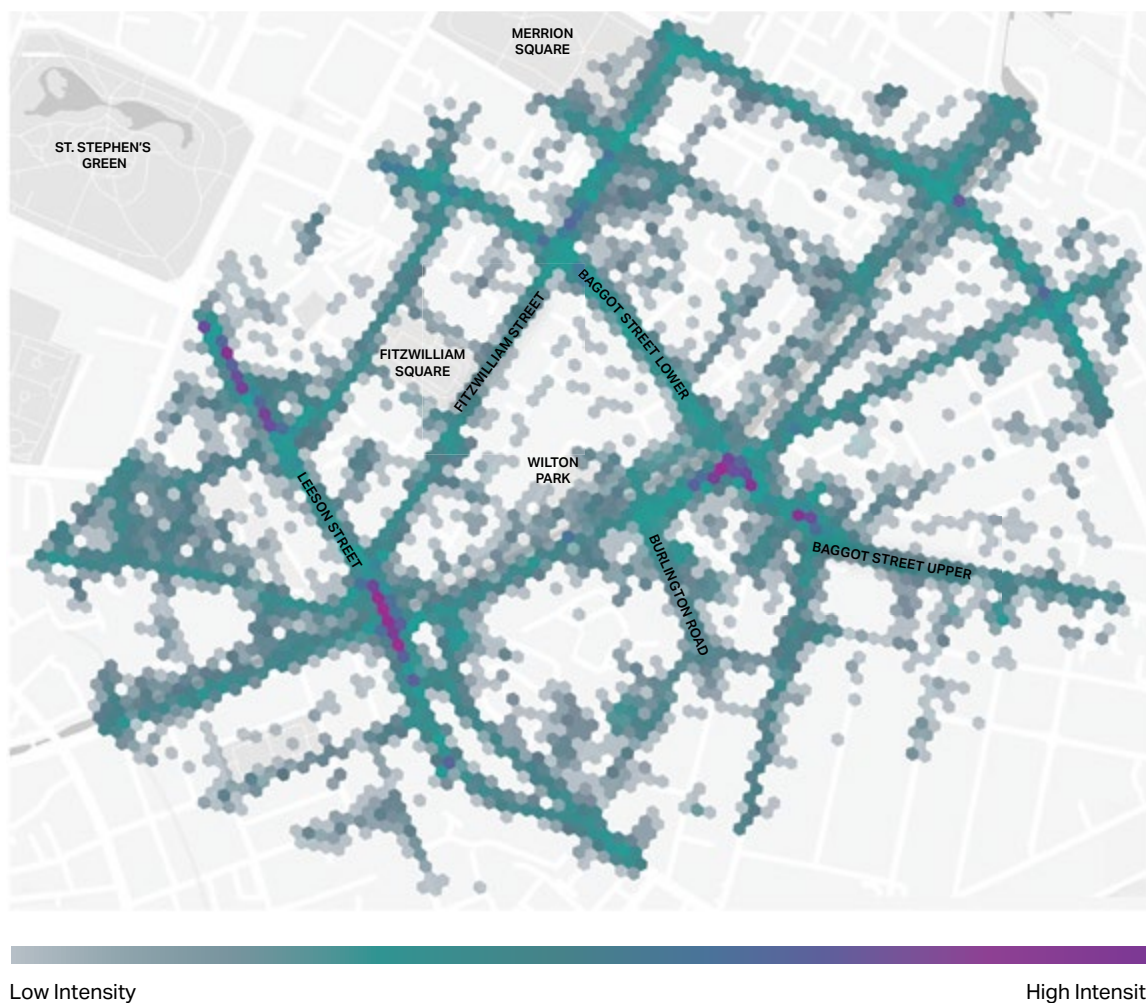 MERRION
SQUARE
ST. STEPHEN'S
GREEN
BAGGOT STREET LOWER
FITZWILLIAM STREET
FITZWILLIAM
SQUARE
WILTON
PARK
LEESON STREET
BURLINGTON ROAD
BAGGOT STREET UPPER
Low Intensity
High Intensit